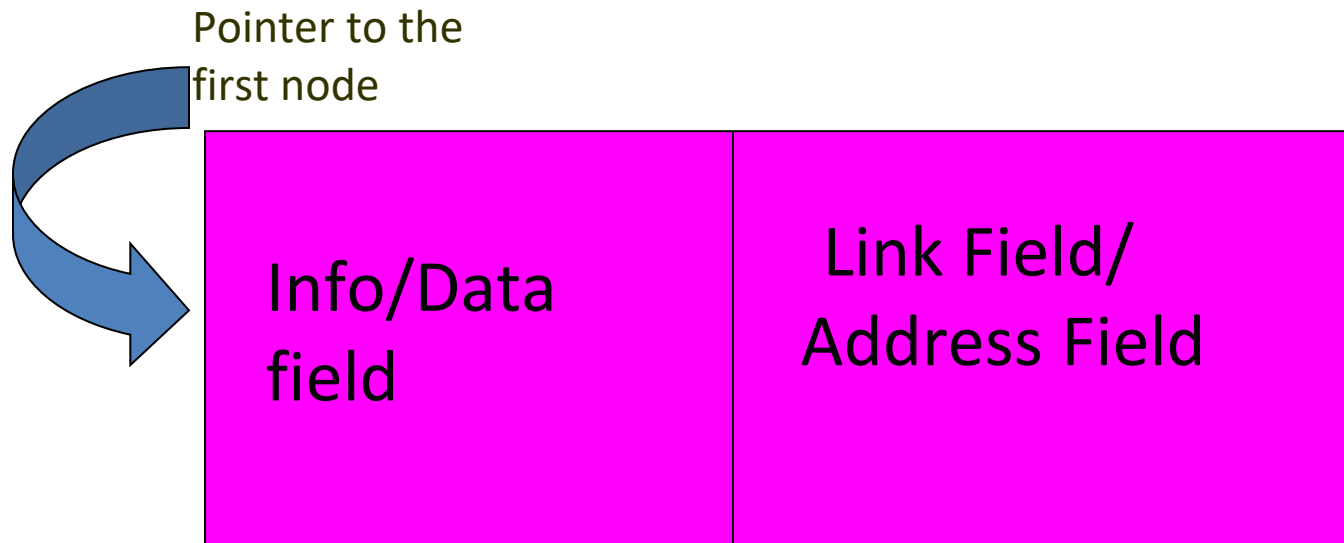 Pointer to the
first node
Info/Data
field
Link Field/
Address Field